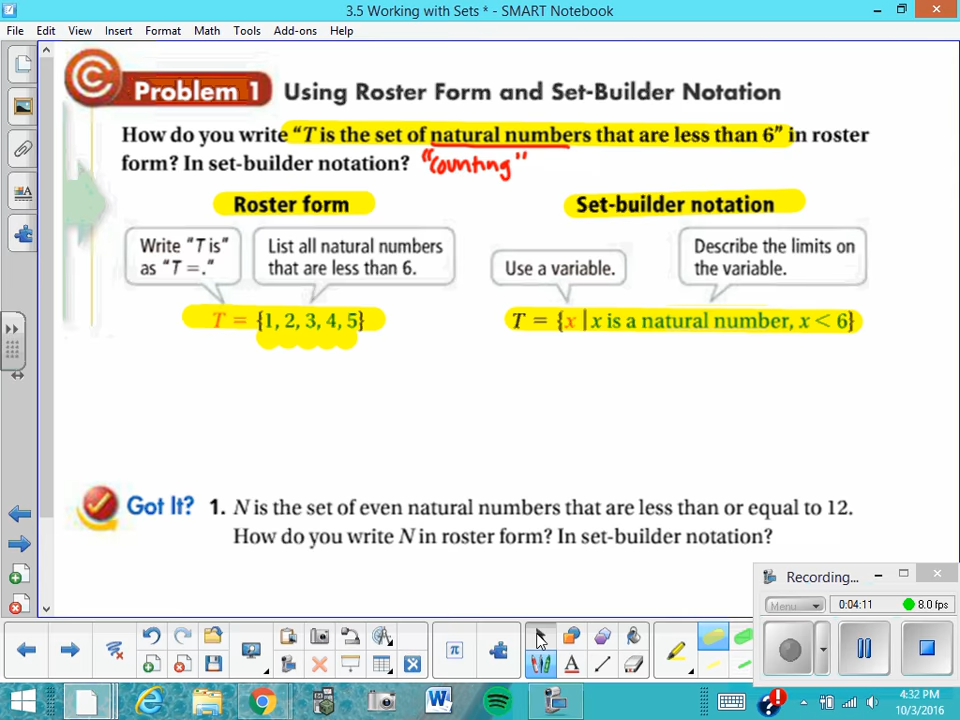 3.5 Working with Sets * - SMART Notebook
File Edit View Insert Format Math Tools Add-ons Help
Problem 1 Using Roster Form and Set-Builder Notation
How do you write "T is the set of natural numbers that are less than 6" in roster
form? In set-builder notation? "counting"
Roster form Set-builder notation
Write "T is"
as "T =."
List all natural numbers
that are less than 6.
Use a variable.
Describe the limits on
the variable.
T = {1, 2, 3, 4, 5}
T = {x | x is a natural number, x < 6}
Got It? 1. N is the set of even natural numbers that are less than or equal to 12.
How do you write N in roster form? In set-builder notation?
Recording...
Menu 0:04:11 8.0 fps
4:32 PM
10/3/2016